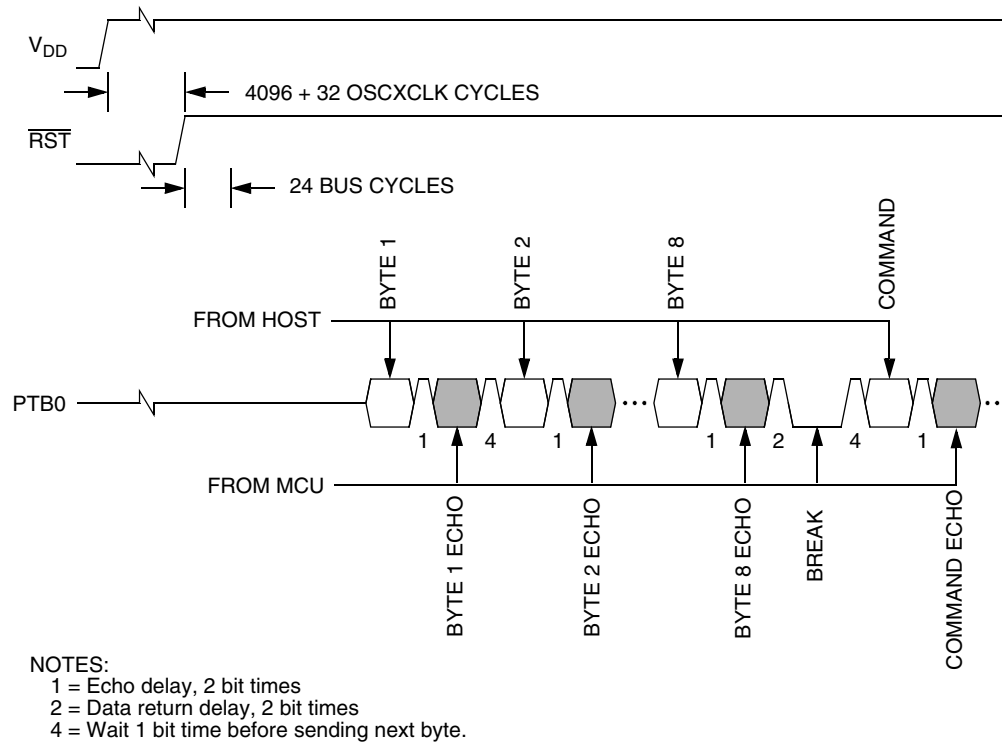 VDD
4096 + 32 OSCXCLK CYCLES
RST
24 BUS CYCLES
BYTE 1
BYTE 2
BYTE 8
COMMAND
FROM HOST
PTB0
1
4
1
1
2
4
1
FROM MCU
BYTE 1 ECHO
BYTE 2 ECHO
BYTE 8 ECHO
BREAK
COMMAND ECHO
NOTES:
1 = Echo delay, 2 bit times
2 = Data return delay, 2 bit times
4 = Wait 1 bit time before sending next byte.